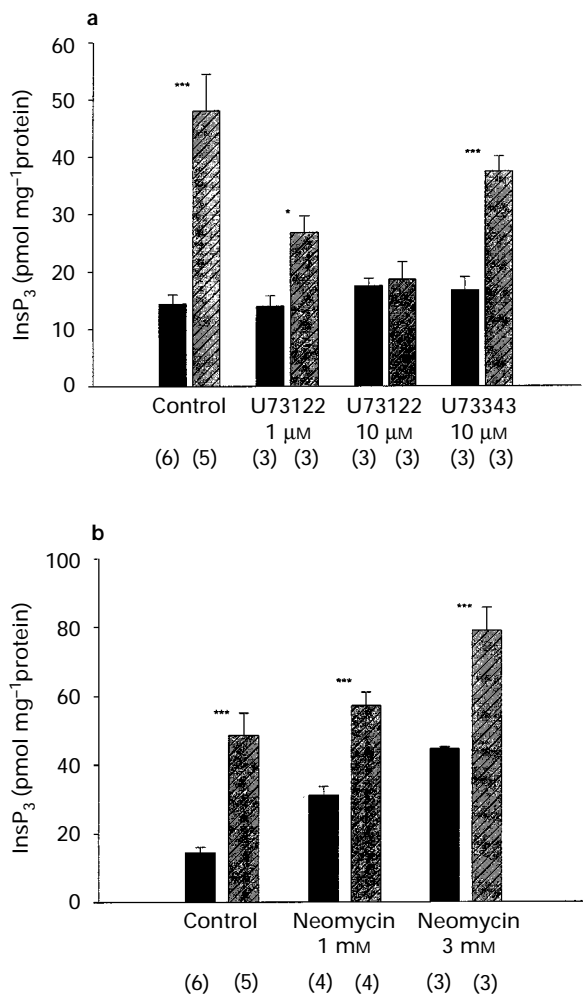 a
InsP₃ (pmol mg⁻¹protein)
60
50
40
30
20
10
0
***
*
***
Control U73122 U73122 U73343
1 µM 10 µM 10 µM
(6) (5) (3) (3) (3) (3) (3) (3)
b
InsP₃ (pmol mg⁻¹protein)
100
80
60
40
20
0
***
***
***
Control Neomycin Neomycin
1 mM 3 mM
(6) (5) (4) (4) (3) (3)